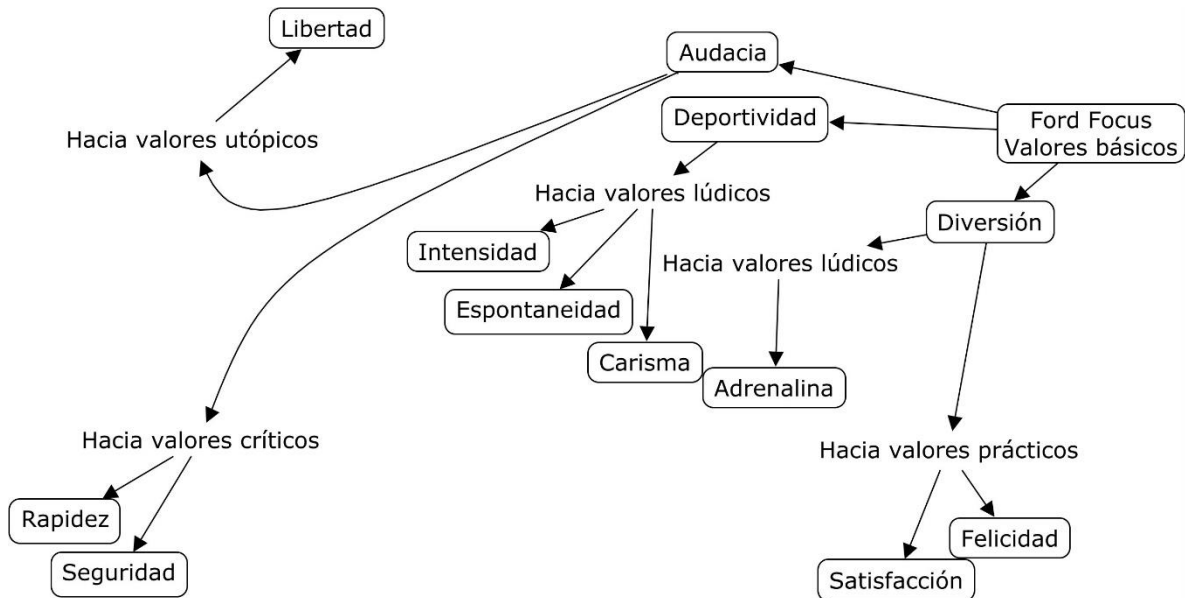 Libertad
Audacia
Hacia valores utópicos
Deportividad
Ford Focus
Valores básicos
Hacia valores lúdicos
Diversión
Intensidad
Hacia valores lúdicos
Espontaneidad
Carisma
Adrenalina
Hacia valores críticos
Hacia valores prácticos
Rapidez
Felicidad
Seguridad
Satisfacción